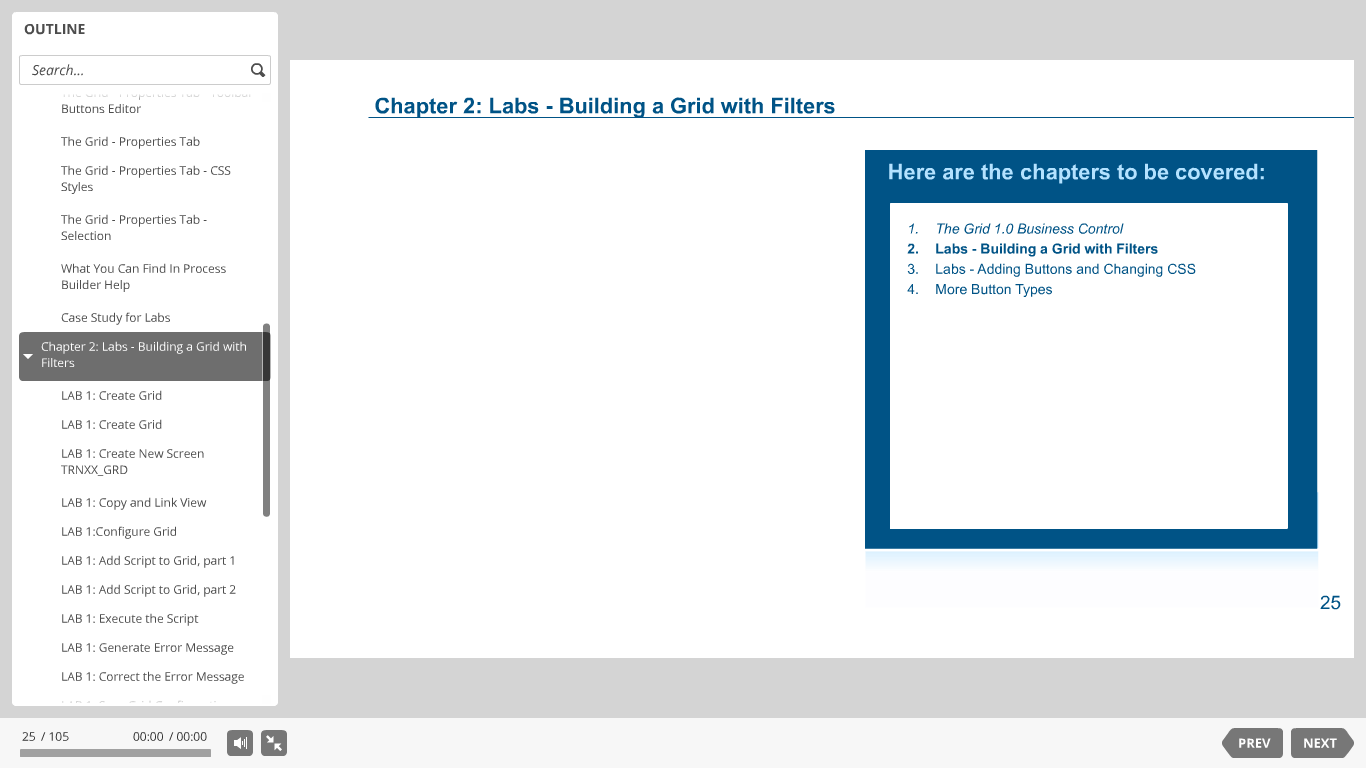 OUTLINE
Search...
Buttons Editor
The Grid - Properties Tab
The Grid - Properties Tab - CSS
Styles
The Grid - Properties Tab -
Selection
What You Can Find In Process
Builder Help
Case Study for Labs
Chapter 2: Labs - Building a Grid with
Filters
LAB 1: Create Grid
LAB 1: Create Grid
LAB 1: Create New Screen
TRNXX_GRD
LAB 1: Copy and Link View
LAB 1:Configure Grid
LAB 1: Add Script to Grid, part 1
LAB 1: Add Script to Grid, part 2
LAB 1: Execute the Script
LAB 1: Generate Error Message
LAB 1: Correct the Error Message
Chapter 2: Labs - Building a Grid with Filters
Here are the chapters to be covered:
1. The Grid 1.0 Business Control
2. Labs - Building a Grid with Filters
3. Labs - Adding Buttons and Changing CSS
4. More Button Types
25
25 / 105
00:00 / 00:00
PREV
NEXT